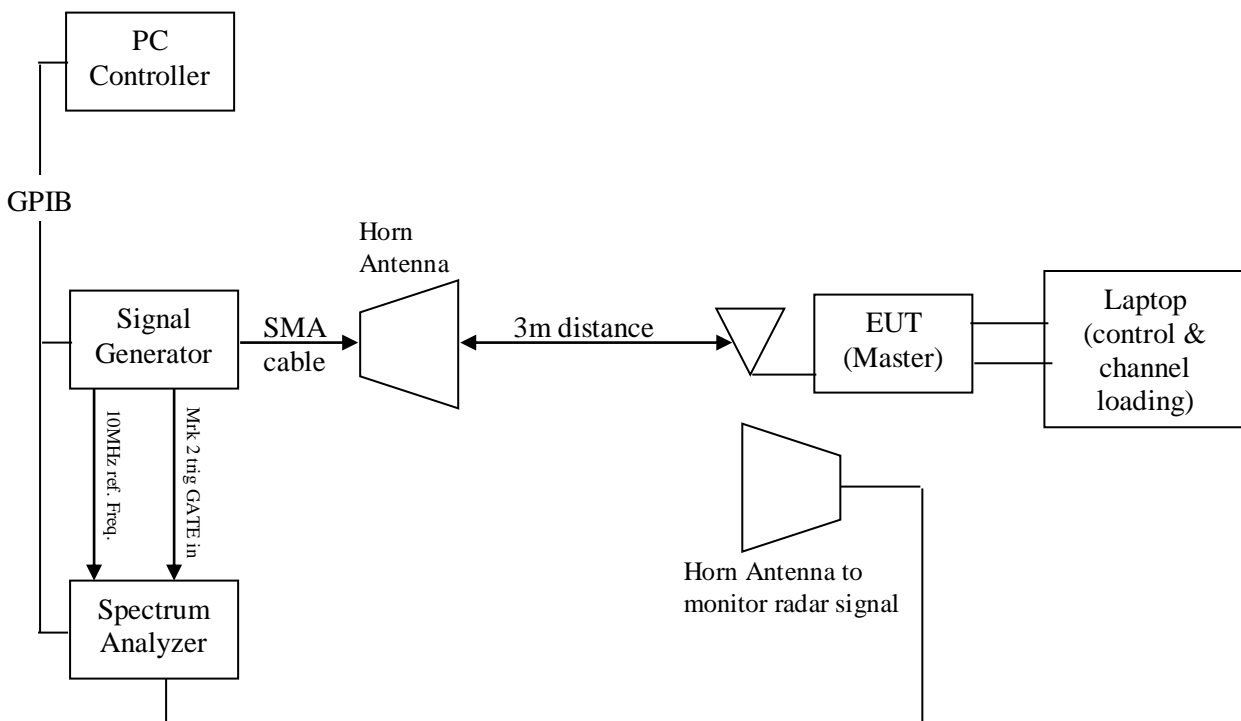 PC
Controller
GPIB
Horn
Antenna
Signal
Generator
SMA
cable
3m distance
EUT
(Master)
Laptop
(control &
channel
loading)
10MHz ref. Freq.
Mrk 2 trig GATE in
Horn Antenna to
monitor radar signal
Spectrum
Analyzer